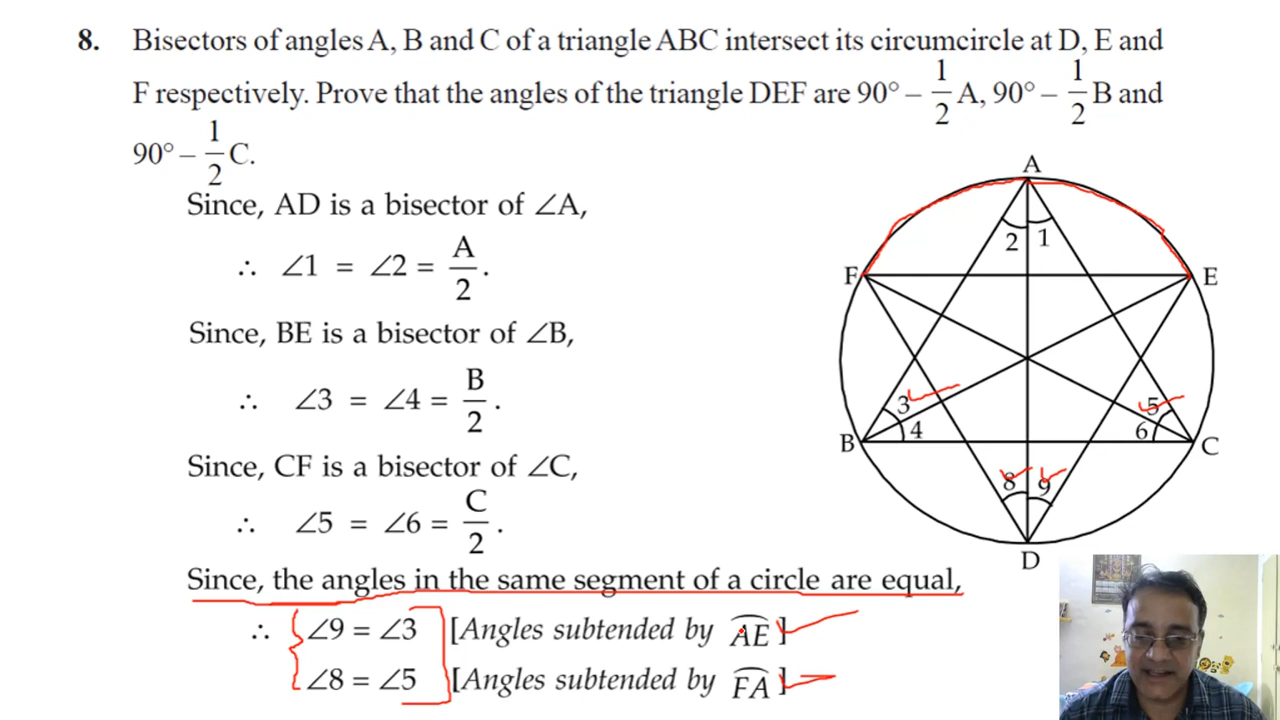 8. Bisectors of angles A, B and C of a triangle ABC intersect its circumcircle at D, E and
F respectively. Prove that the angles of the triangle DEF are 90° – 1/2 A, 90° – 1/2 B and
90° – 1/2 C.
Since, AD is a bisector of ∠A,
∴ ∠1 = ∠2 = A/2.
Since, BE is a bisector of ∠B,
∴ ∠3 = ∠4 = B/2.
Since, CF is a bisector of ∠C,
∴ ∠5 = ∠6 = C/2.
Since, the angles in the same segment of a circle are equal,
∴ ∠9 = ∠3 [Angles subtended by A͡E]
∠8 = ∠5 [Angles subtended by F͡A]
A
2 1
F E
3 5
B 4 6 C
8 9
D